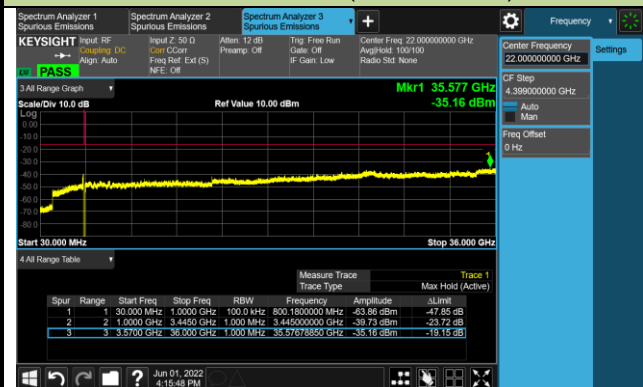 Spectrum Analyzer 1
Spurious Emissions
Spectrum Analyzer 2
Spurious Emissions
Spectrum Analyzer 3
Spurious Emissions
Frequency
KEYSIGHT
Input: RF
Coupling: DC
Align: Auto
Input Z: 50 Ω
Corr CCorr
Freq Ref: Ext (S)
NFE: Off
Atten: 12 dB
Preamp: Off
Trig: Free Run
Gate: Off
IF Gain: Low
Center Freq: 22.000000000 GHz
Avg|Hold: 100/100
Radio Std: None
PASS
Center Frequency
22.000000000 GHz
Settings
CF Step
4.399000000 GHz
Auto
Man
Freq Offset
0 Hz
3 All Range Graph
Mkr1 35.577 GHz
Scale/Div 10.0 dB
Ref Value 10.00 dBm
-35.16 dBm
Log
0.00
-10.0
-20.0
-30.0
-40.0
-50.0
-60.0
-70.0
-80.0
1
Start 30.000 MHz
Stop 36.000 GHz
4 All Range Table
Measure Trace Trace 1
Trace Type Max Hold (Active)
Spur Range Start Freq Stop Freq RBW Frequency Amplitude ΔLimit
1 1 30.000 MHz 1.0000 GHz 100.0 kHz 800.1800000 MHz -63.86 dBm -47.85 dB
2 2 1.0000 GHz 3.4450 GHz 1.000 MHz 3.445000000 GHz -39.73 dBm -23.72 dB
3 3 3.5700 GHz 36.000 GHz 1.000 MHz 35.57678850 GHz -35.16 dBm -19.15 dB
Jun 01, 2022
4:15:48 PM